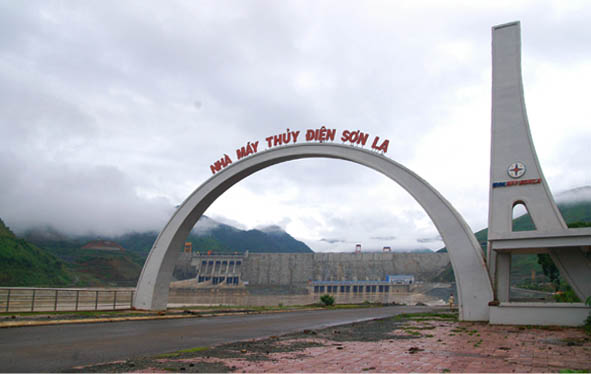 NHÀ MÁY THỦY ĐIỆN SƠN LA